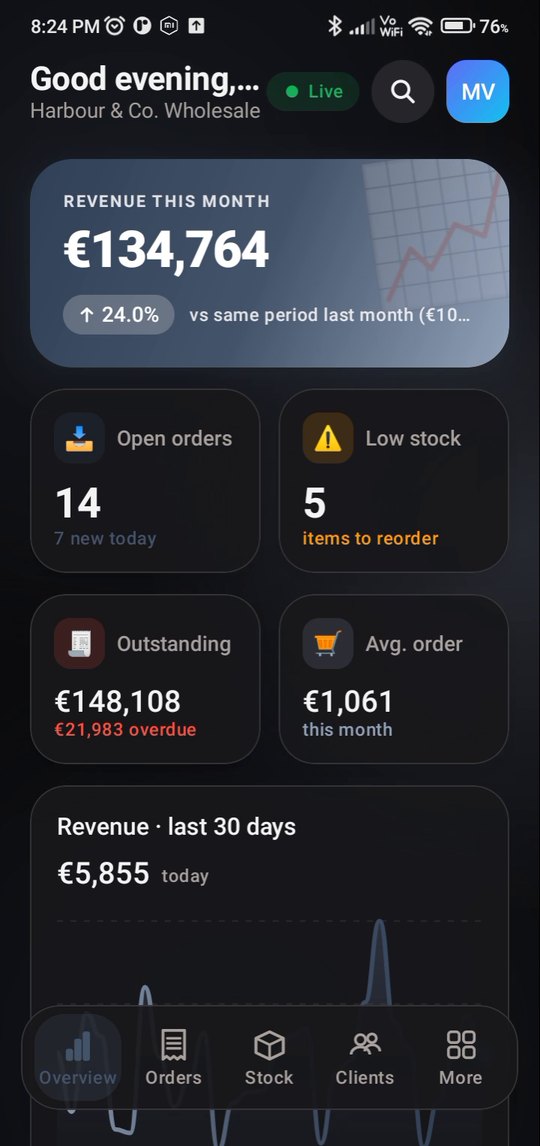 8:24 PM Vo WiFi 76%
Good evening,...
Harbour & Co. Wholesale
Live
MV
REVENUE THIS MONTH
€134,764
↑ 24.0% vs same period last month (€10...
Open orders
14
7 new today
Low stock
5
items to reorder
Outstanding
€148,108
€21,983 overdue
Avg. order
€1,061
this month
Revenue · last 30 days
€5,855 today
Overview Orders Stock Clients More